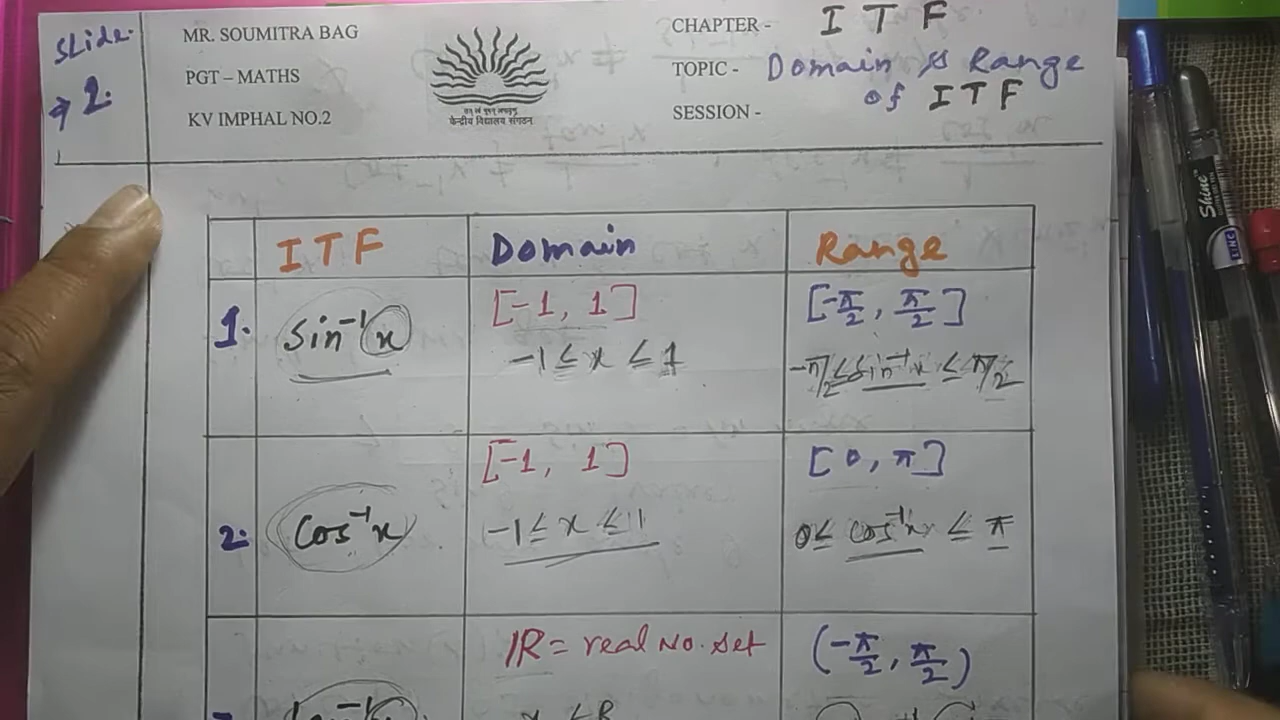 Slide-
→ 2.
MR. SOUMITRA BAG
PGT – MATHS
KV IMPHAL NO.2
केन्द्रीय विद्यालय संगठन
CHAPTER - ITF
TOPIC - Domain & Range
of ITF
SESSION -
ITF Domain Range
1. sin⁻¹x [-1, 1] [-π/2, π/2]
-1 ≤ x ≤ 1 -π/2 ≤ sin⁻¹x ≤ π/2
2. cos⁻¹x [-1, 1] [0, π]
-1 ≤ x ≤ 1 0 ≤ cos⁻¹x ≤ π
IR = real No. set (-π/2, π/2)